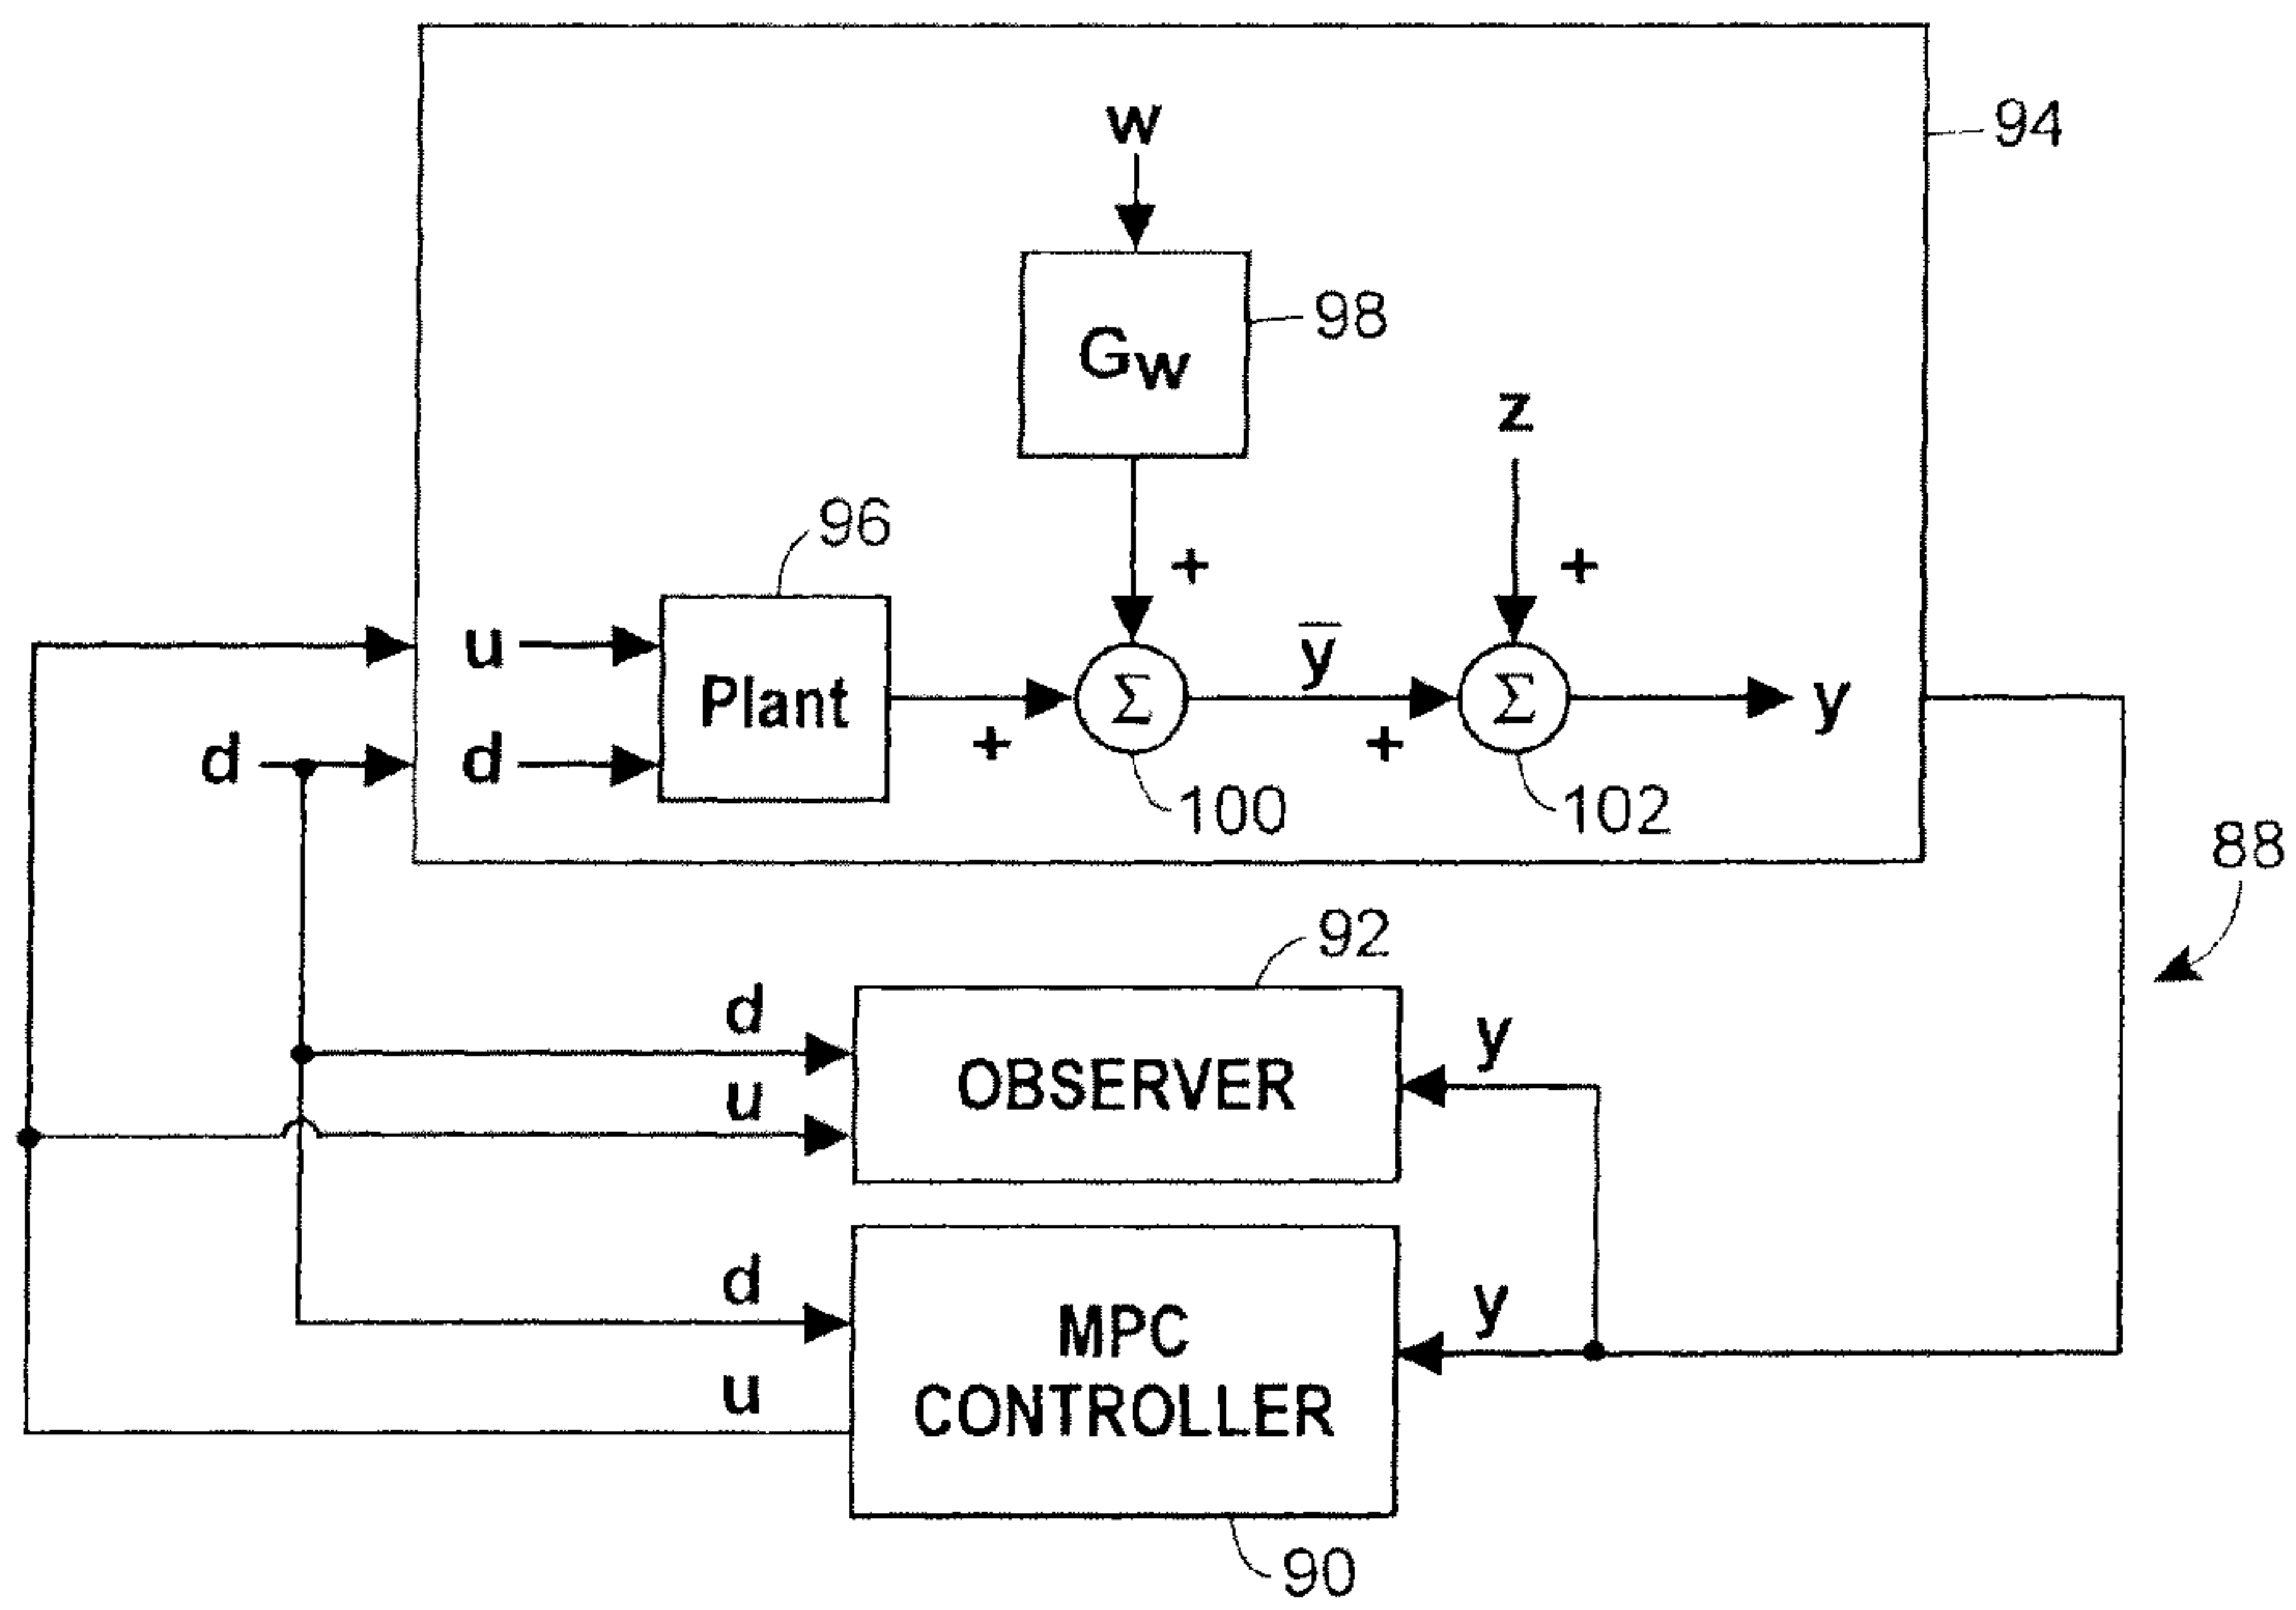 w
94
Gw
98
z
96
+
+
u
Plant
Σ
ȳ
Σ
y
d
d
+
+
100
102
88
92
d
OBSERVER
y
u
d
MPC
CONTROLLER
y
u
90